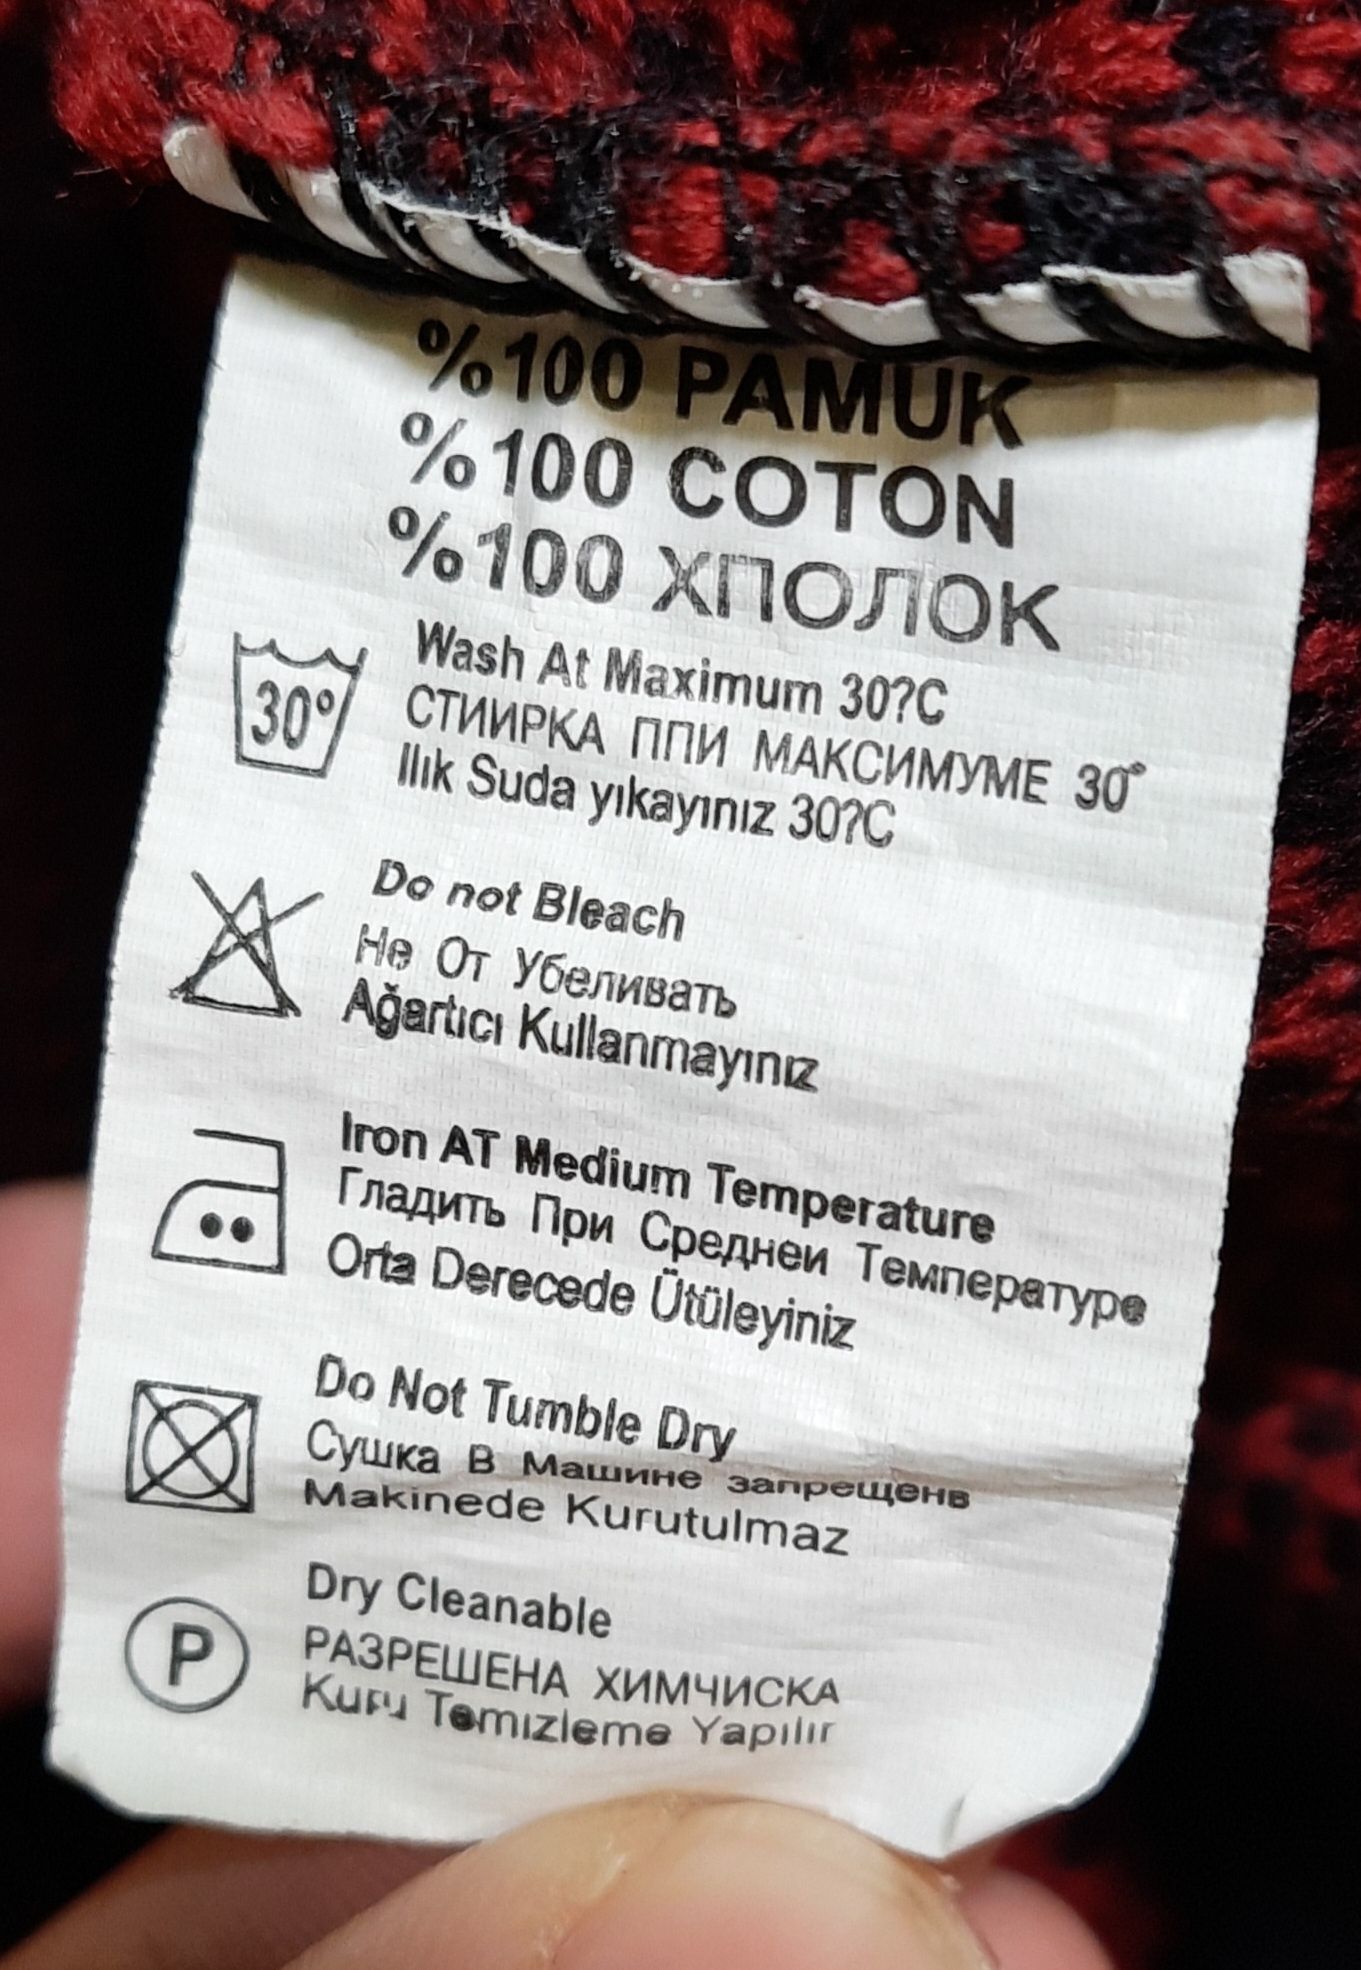 %100 PAMUK
%100 COTON
%100 ХПОЛОК
30°
Wash At Maximum 30?C
СТИИРКА ППИ МАКСИМУМЕ 30°
Ilık Suda yıkayınız 30?C
Do not Bleach
Не От Убеливать
Ağartıcı Kullanmayınız
Iron AT Medium Temperature
Гладить При Среднеи Температуре
Orta Derecede Ütüleyiniz
Do Not Tumble Dry
Сушка В Машине запрещенв
Makinede Kurutulmaz
P
Dry Cleanable
РАЗРЕШЕНА ХИМЧИСКА
Kuru Temizleme Yapılır